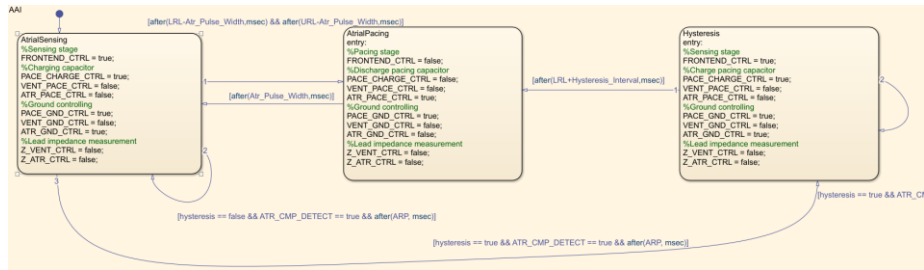 AAI
[after(LRL-Atr_Pulse_Width,msec) && after(URL-Atr_Pulse_Width,msec)]
AtrialSensing
%Sensing stage
FRONTEND_CTRL = true;
%Charging capacitor
PACE_CHARGE_CTRL = true;
VENT_PACE_CTRL = false;
ATR_PACE_CTRL = false;
%Ground controlling
PACE_GND_CTRL = true;
VENT_GND_CTRL = false;
ATR_GND_CTRL = true;
%Lead impedance measurement
Z_VENT_CTRL = false;
Z_ATR_CTRL = false;
1
2
3
[after(Atr_Pulse_Width,msec)]
AtrialPacing
entry:
%Pacing stage
FRONTEND_CTRL = false;
%Discharge pacing capacitor
PACE_CHARGE_CTRL = false;
VENT_PACE_CTRL = false;
ATR_PACE_CTRL = true;
%Ground controlling
PACE_GND_CTRL = true;
VENT_GND_CTRL = false;
ATR_GND_CTRL = false;
%Lead impedance measurement
Z_VENT_CTRL = false;
Z_ATR_CTRL = false;
[after(LRL+Hysteresis_Interval,msec)]
1
Hysteresis
entry:
%Sensing stage
FRONTEND_CTRL = true;
%Charge pacing capacitor
PACE_CHARGE_CTRL = true;
VENT_PACE_CTRL = false;
ATR_PACE_CTRL = false;
%Ground controlling
PACE_GND_CTRL = true;
VENT_GND_CTRL = false;
ATR_GND_CTRL = true;
%Lead impedance measurement
Z_VENT_CTRL = false;
Z_ATR_CTRL = false;
2
[hysteresis == true && ATR_CM
[hysteresis == false && ATR_CMP_DETECT == true && after(ARP, msec)]
[hysteresis == true && ATR_CMP_DETECT == true && after(ARP, msec)]